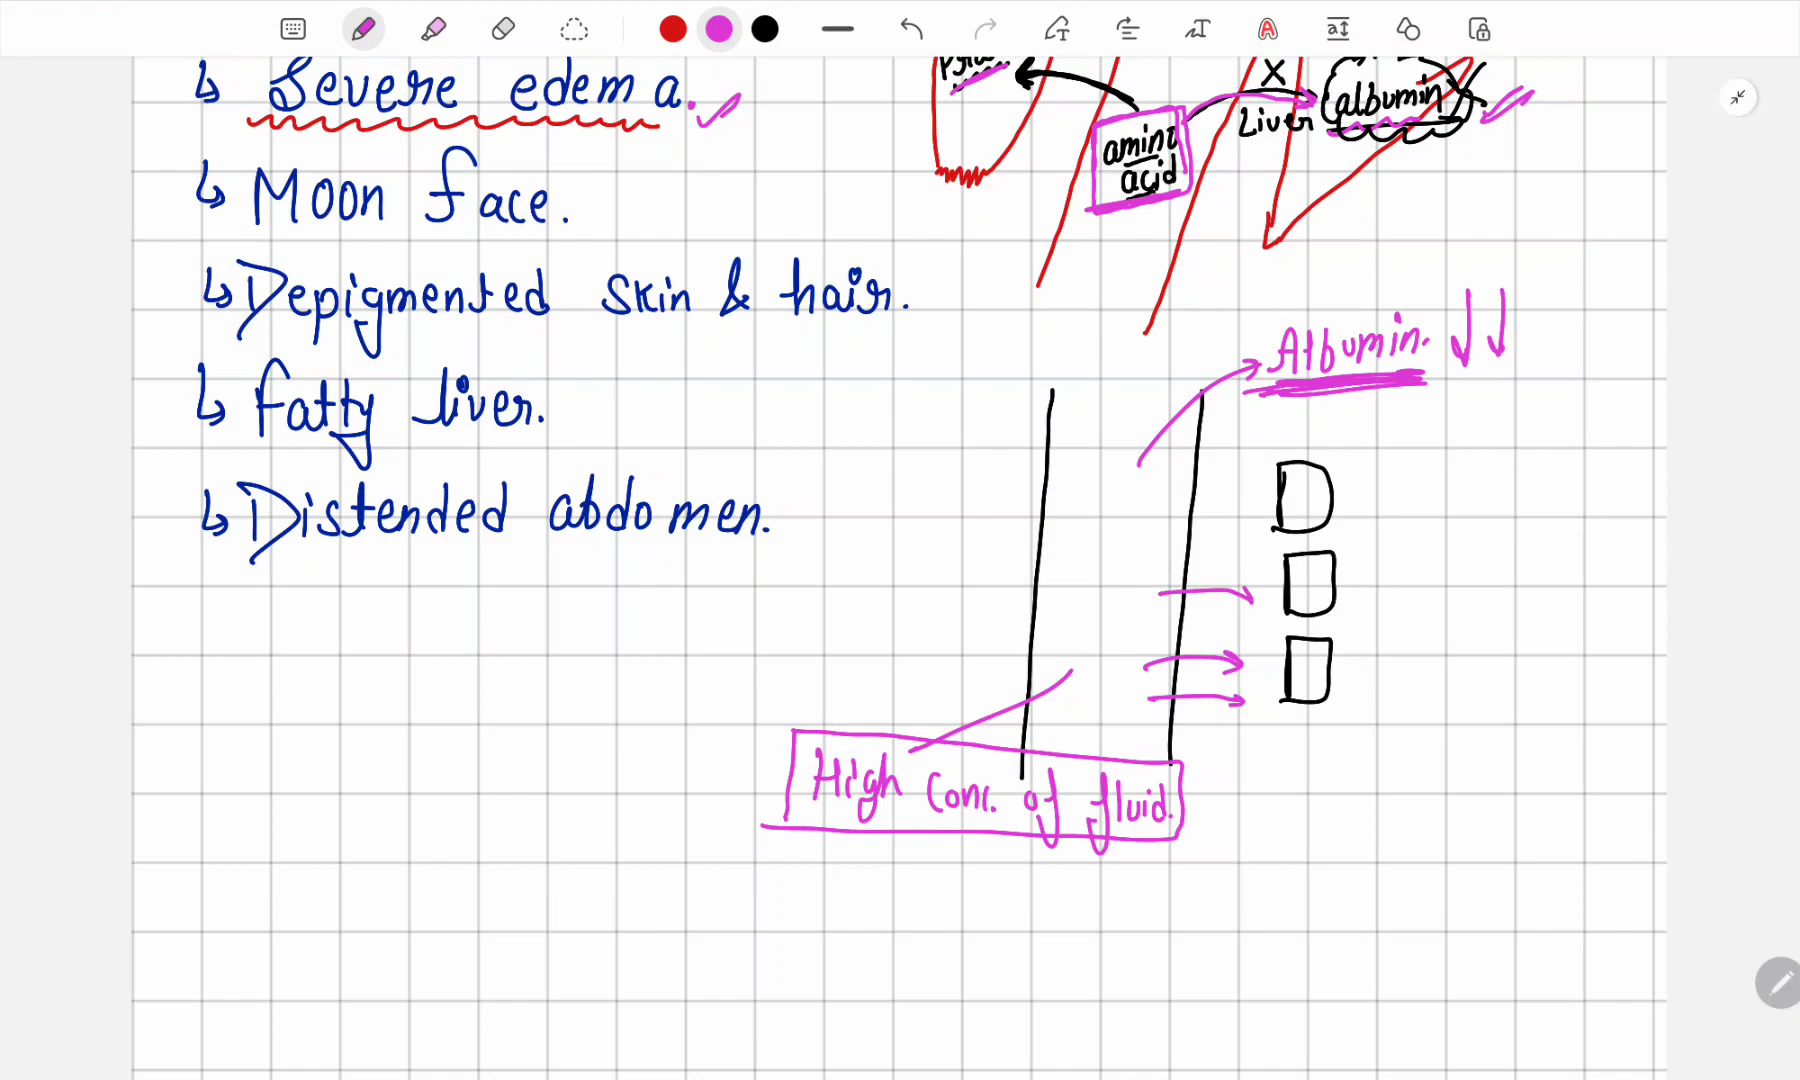 ↳ Severe edema.
↳ Moon face.
↳ Depigmented skin & hair.
↳ Fatty liver.
↳ Distended abdomen.
amino
acid
X
Liver
albumin
Albumin. ↓↓
High Conc. of fluid.